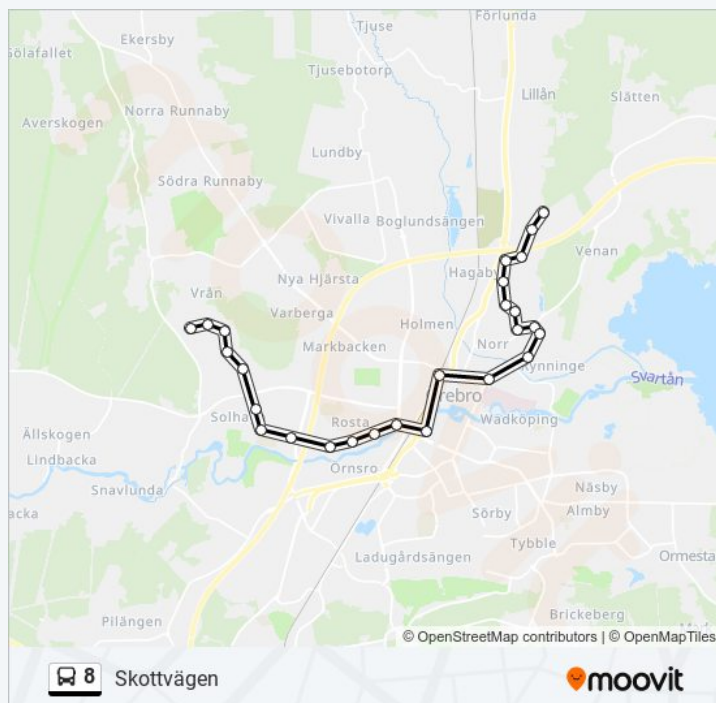 Tjuse
Förlunda
Ekersby
Gölafallet
Tjusebotorp
Lillån
Slätten
Norra Runnaby
Averskogen
Lundby
Södra Runnaby
Vivalla
Boglundsängen
Venan
Hagaby
Nya Hjärsta
Vrån
Varberga
Holmen
Markbacken
Norr
Rynninge
Svartån
Solha
Rosta
rebro
Wadköping
Ällskogen
Lindbacka
Örnsro
Snavlunda
Näsby
acka
Sörby
Almby
Tybble
Ladugårdsängen
Ormesta
Brickeberg
Pilängen
© OpenStreetMap contributors | © OpenMapTiles
8 Skottvägen
moovit